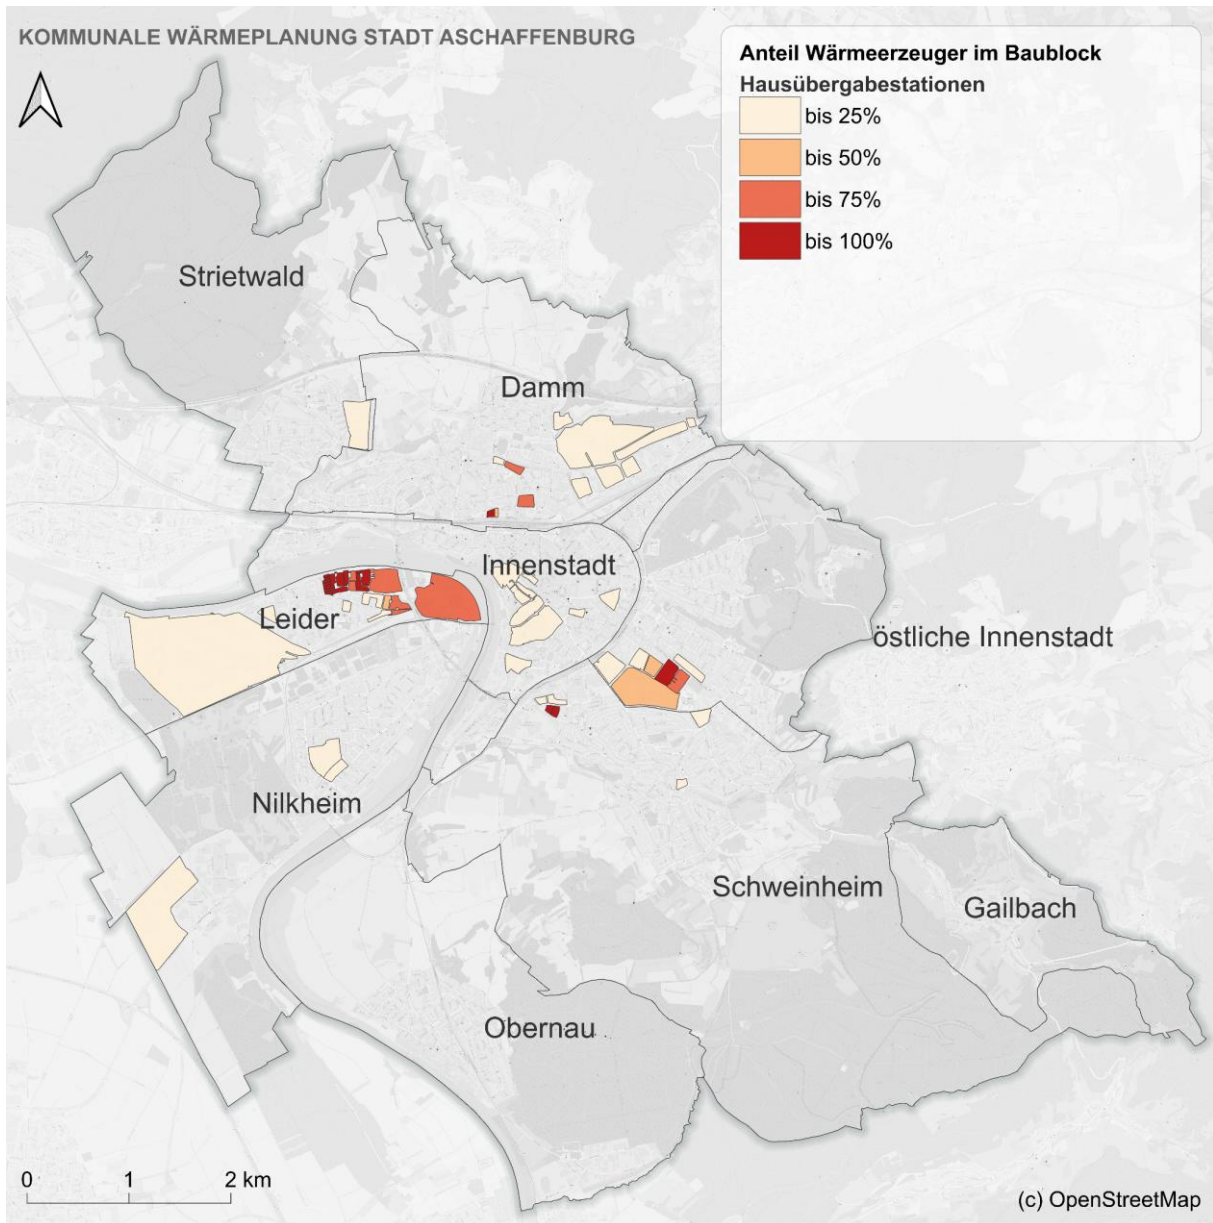 KOMMUNALE WÄRMEPLANUNG STADT ASCHAFFENBURG
Anteil Wärmeerzeuger im Baublock
Hausübergabestationen
bis 25%
bis 50%
bis 75%
bis 100%
Strietwald
Damm
Innenstadt
Leider
östliche Innenstadt
Nilkheim
Schweinheim
Gailbach
Obernau
0 1 2 km
(c) OpenStreetMap